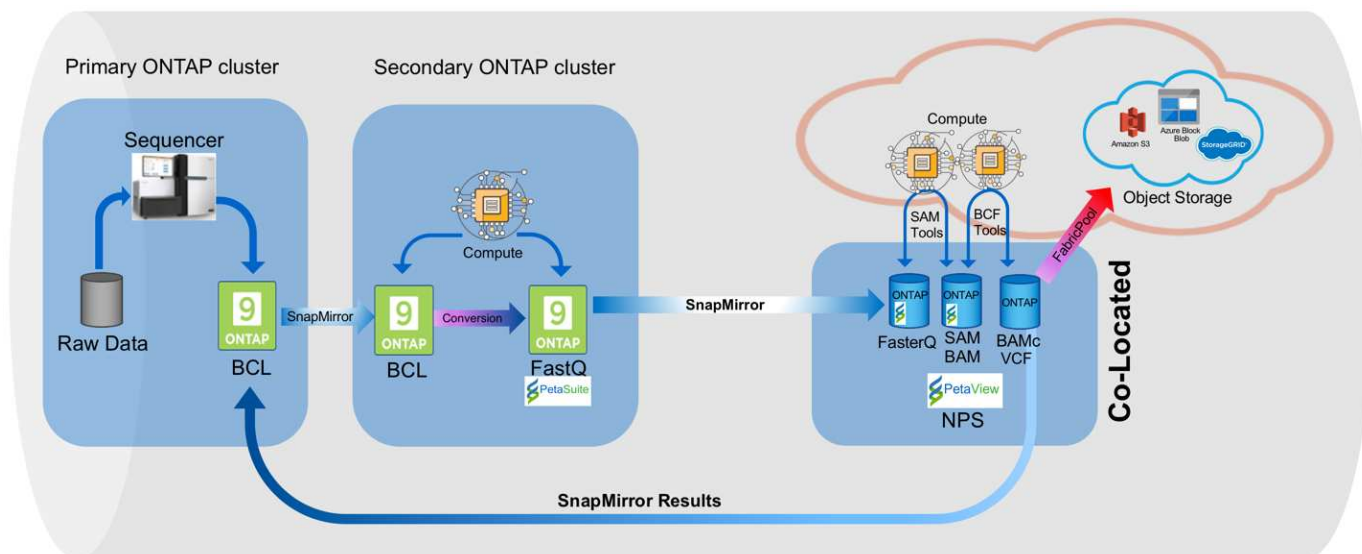 Primary ONTAP cluster
Secondary ONTAP cluster
Sequencer
Raw Data
9
ONTAP
BCL
SnapMirror
Compute
9
ONTAP
BCL
Conversion
9
ONTAP
FastQ
PetaSuite
SnapMirror
Compute
SAM
Tools
BCF
Tools
Amazon S3
Azure Block
Blob
StorageGRID
Object Storage
FabricPool
ONTAP
FasterQ
ONTAP
SAM
BAM
ONTAP
BAMc
VCF
PetaView
NPS
Co-Located
SnapMirror Results